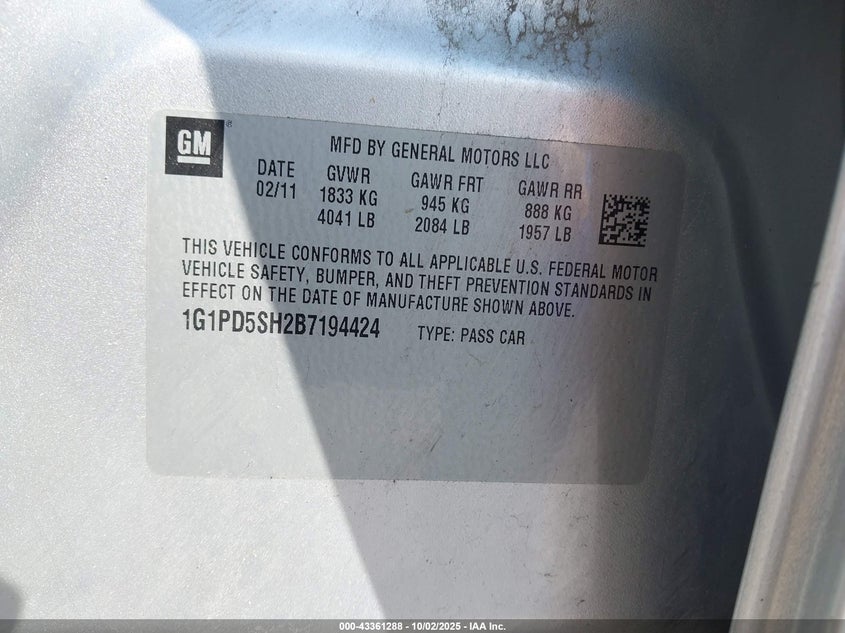 GM
MFD BY GENERAL MOTORS LLC
DATE GVWR GAWR FRT GAWR RR
02/11 1833 KG 945 KG 888 KG
4041 LB 2084 LB 1957 LB
THIS VEHICLE CONFORMS TO ALL APPLICABLE U.S. FEDERAL MOTOR
VEHICLE SAFETY, BUMPER, AND THEFT PREVENTION STANDARDS IN
EFFECT ON THE DATE OF MANUFACTURE SHOWN ABOVE.
1G1PD5SH2B7194424 TYPE: PASS CAR
000-43361288 - 10/02/2025 - IAA Inc.